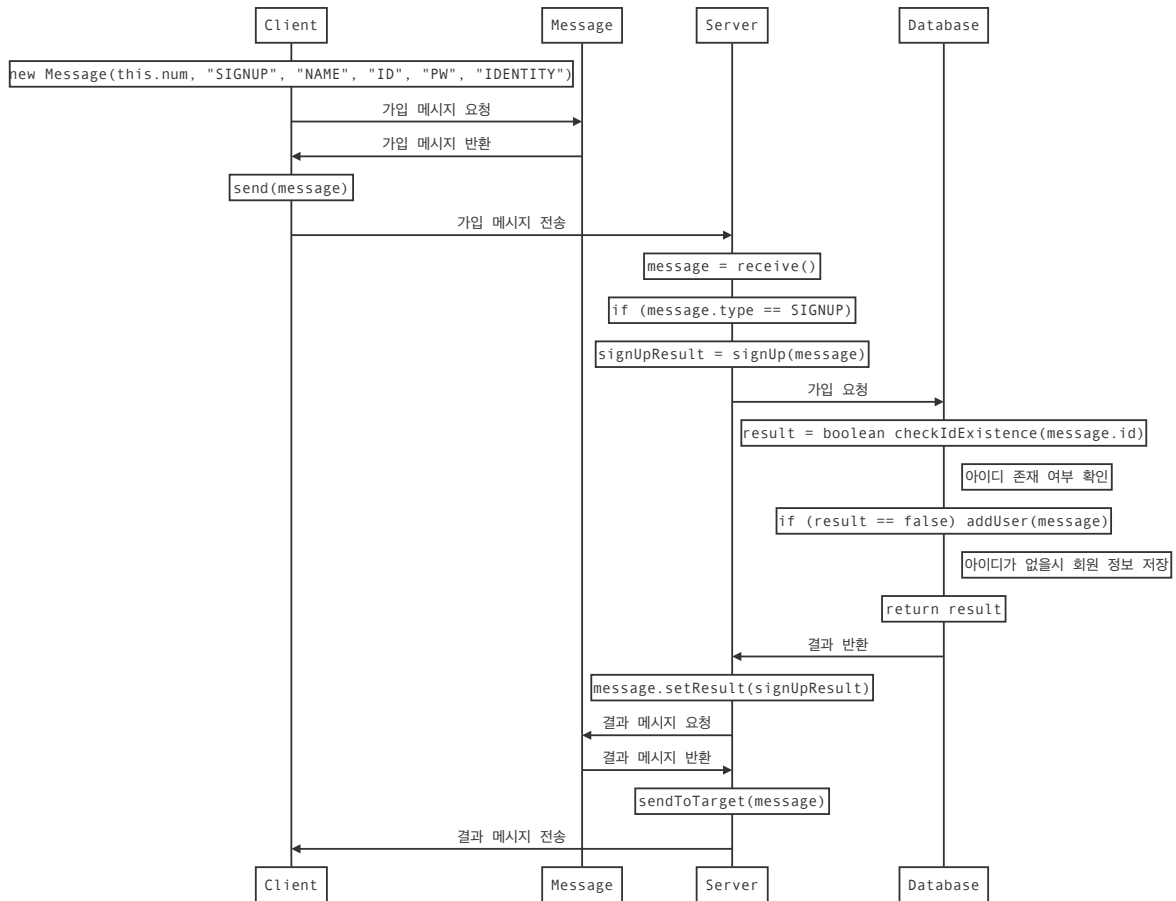 Client Message Server Database
new Message(this.num, "SIGNUP", "NAME", "ID", "PW", "IDENTITY")
가입 메시지 요청
가입 메시지 반환
send(message)
가입 메시지 전송
message = receive()
if (message.type == SIGNUP)
signUpResult = signUp(message)
가입 요청
result = boolean checkIdExistence(message.id)
아이디 존재 여부 확인
if (result == false) addUser(message)
아이디가 없을시 회원 정보 저장
return result
결과 반환
message.setResult(signUpResult)
결과 메시지 요청
결과 메시지 반환
sendToTarget(message)
결과 메시지 전송
Client Message Server Database